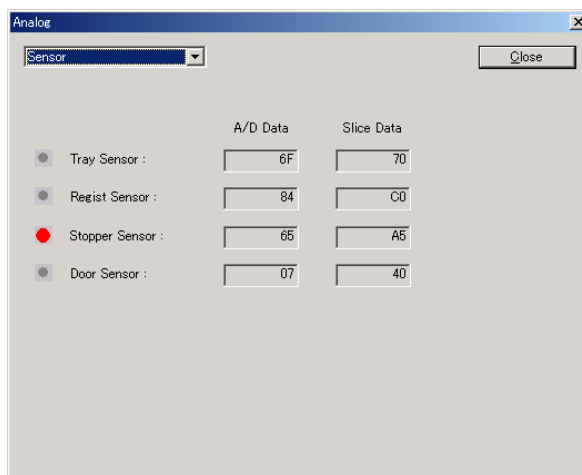 Analog
Sensor
Close
A/D Data Slice Data
Tray Sensor : 6F 70
Regist Sensor : 84 C0
Stopper Sensor : 65 A5
Door Sensor : 07 40